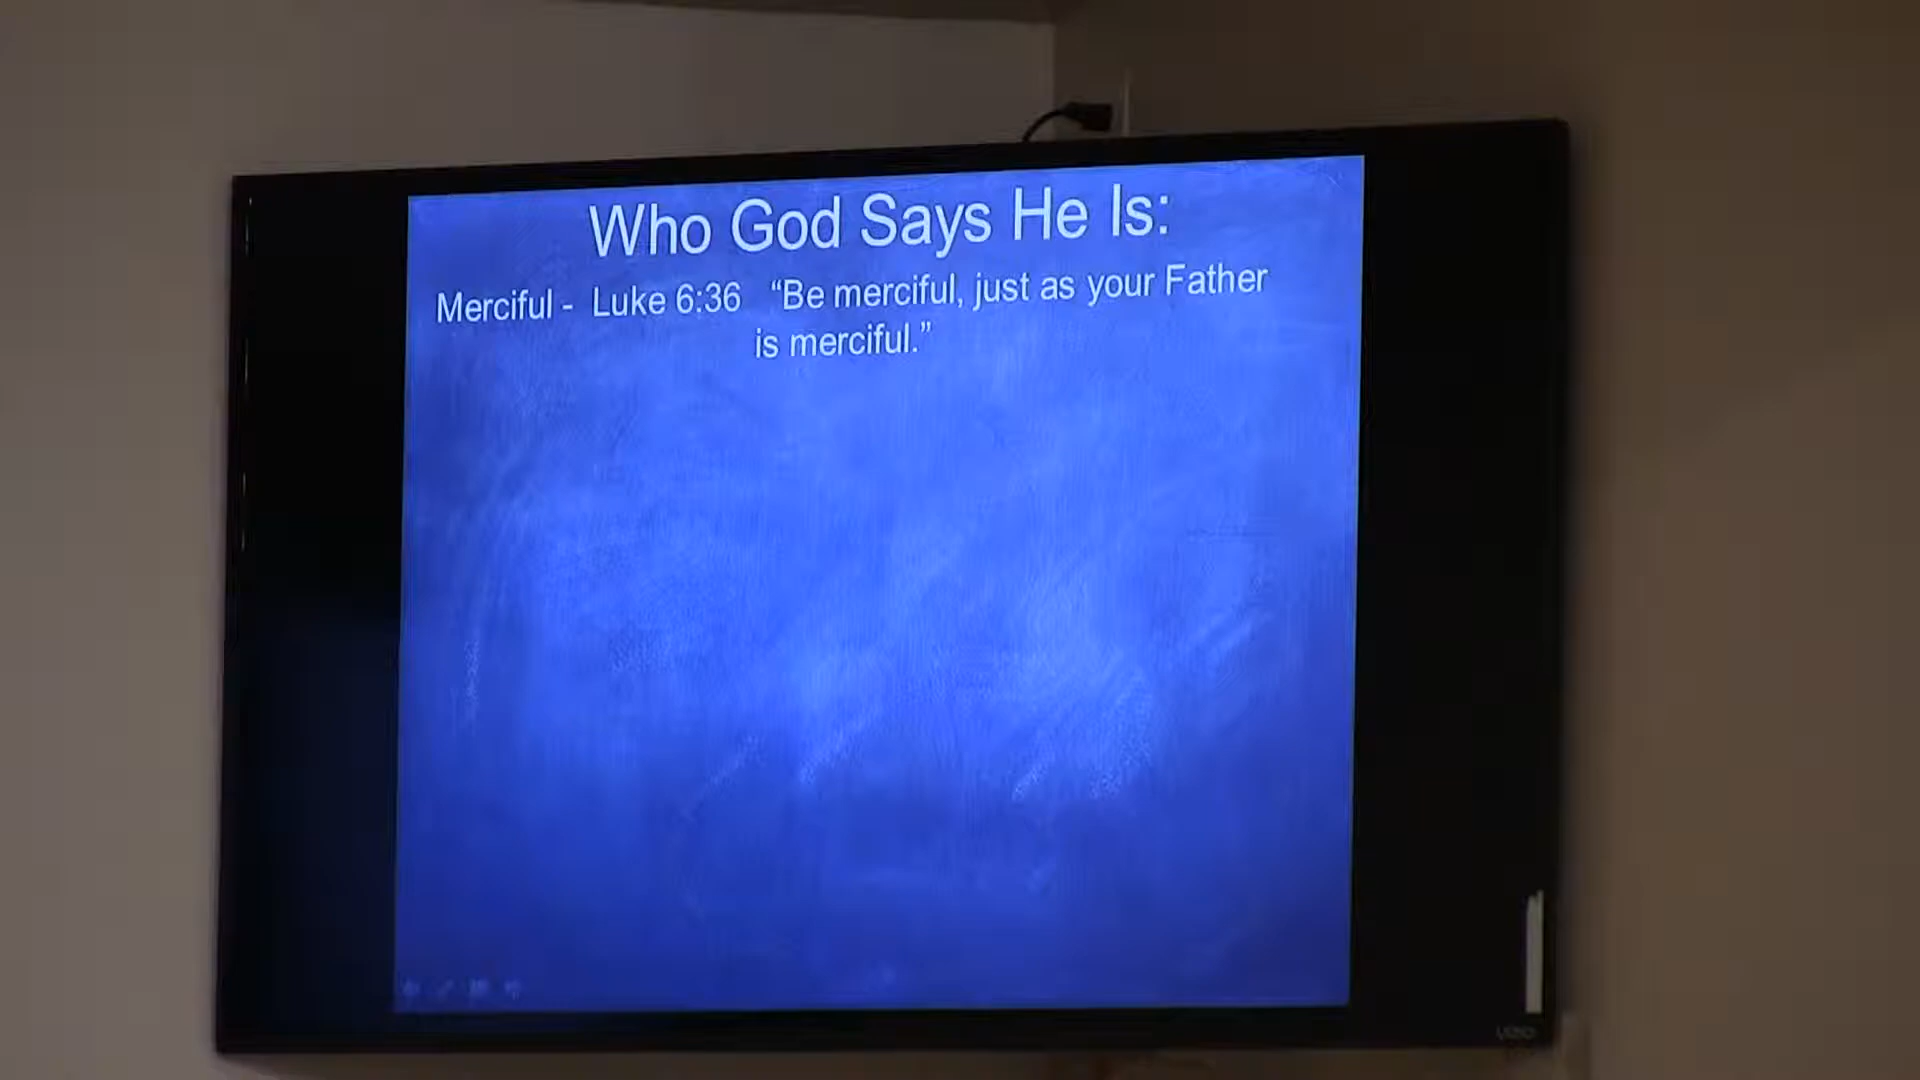 Who God Says He Is:
Merciful - Luke 6:36 “Be merciful, just as your Father
is merciful.”